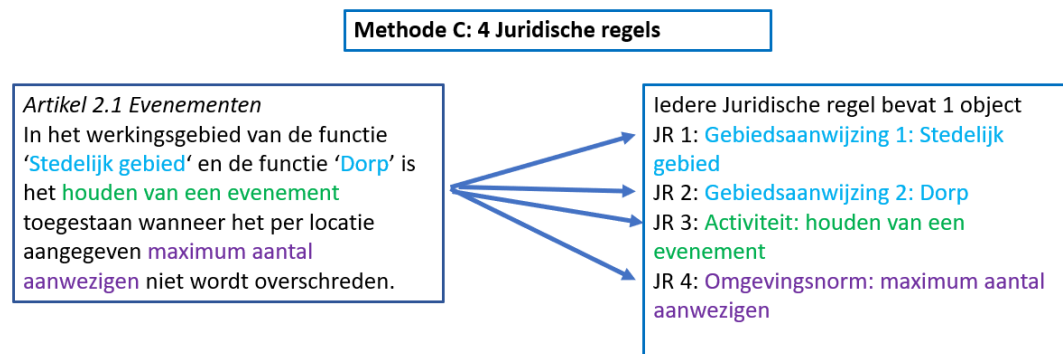 Methode C: 4 Juridische regels
Artikel 2.1 Evenementen
In het werkingsgebied van de functie
‘Stedelijk gebied‘ en de functie ‘Dorp’ is
het houden van een evenement
toegestaan wanneer het per locatie
aangegeven maximum aantal
aanwezigen niet wordt overschreden.
Iedere Juridische regel bevat 1 object
JR 1: Gebiedsaanwijzing 1: Stedelijk
gebied
JR 2: Gebiedsaanwijzing 2: Dorp
JR 3: Activiteit: houden van een
evenement
JR 4: Omgevingsnorm: maximum aantal
aanwezigen